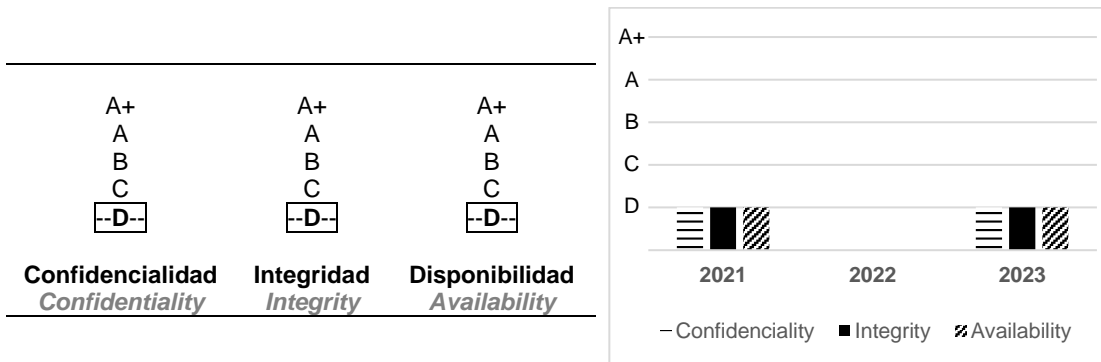 A+ A+ A+
A A A
B B B
C C C
--D-- --D-- --D--
Confidencialidad Integridad Disponibilidad
Confidentiality Integrity Availability
A+
A
B
C
D
2021 2022 2023
Confidenciality Integrity Availability